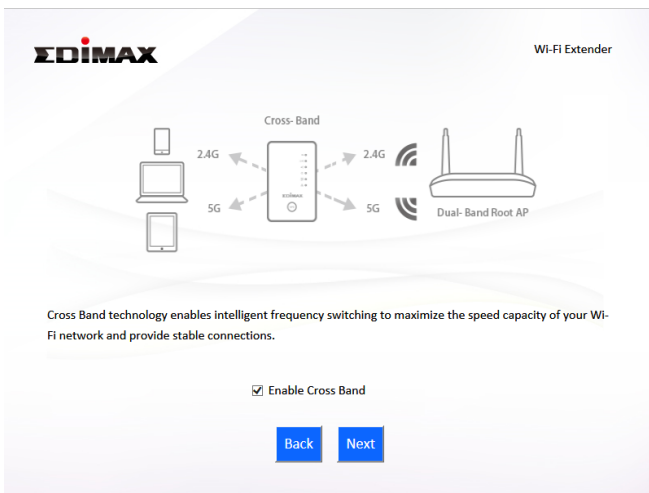 EDIMAX
Wi-Fi Extender
Cross- Band
2.4G
2.4G
EDIMAX
5G
5G
Dual- Band Root AP
Cross Band technology enables intelligent frequency switching to maximize the speed capacity of your Wi-
Fi network and provide stable connections.
Enable Cross Band
Back
Next